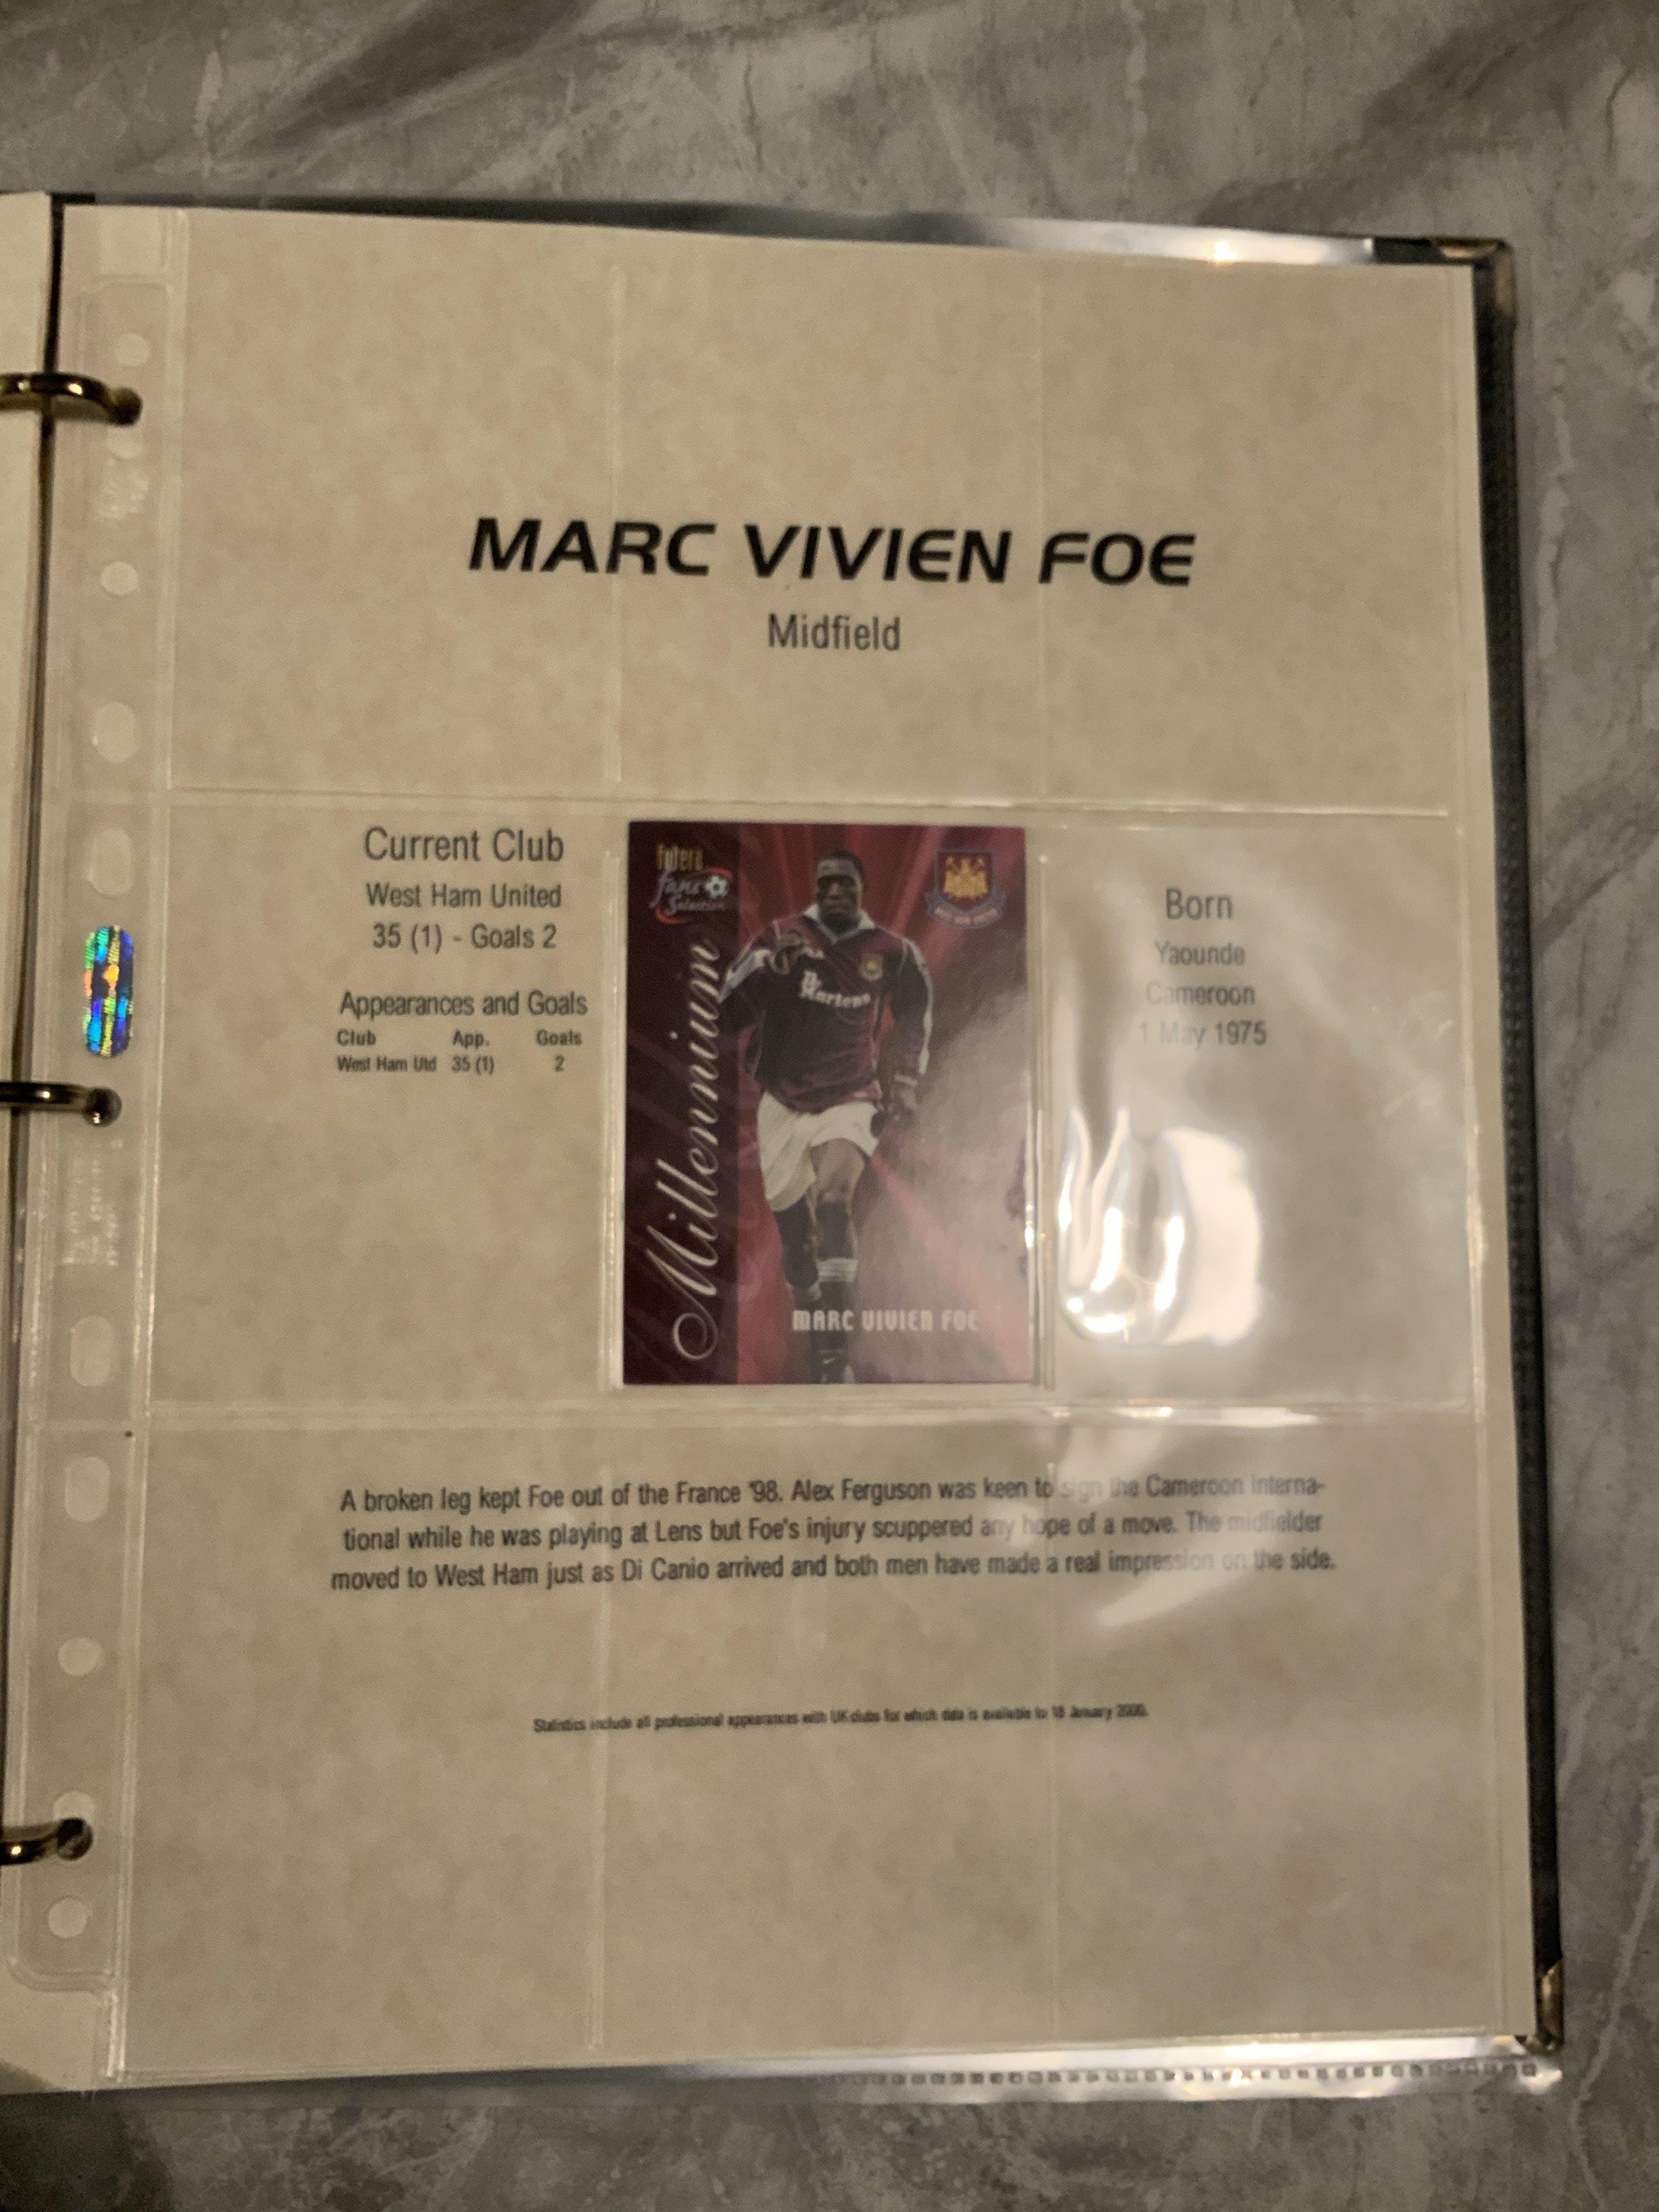 MARC VIVIEN FOE
Midfield
Current Club
West Ham United
35 (1) - Goals 2
Appearances and Goals
Club App. Goals
West Ham Utd 35 (1) 2
Futera
fans
Selection
Millennium
Dr Martens
MARC VIVIEN FOE
Born
Yaounde
Cameroon
1 May 1975
A broken leg kept Foe out of the France '98. Alex Ferguson was keen to sign the Cameroon interna-
tional while he was playing at Lens but Foe's injury scuppered any hope of a move. The midfielder
moved to West Ham just as Di Canio arrived and both men have made a real impression on the side.
Statistics include all professional appearances with UK clubs for which data is available to 18 January 2000.